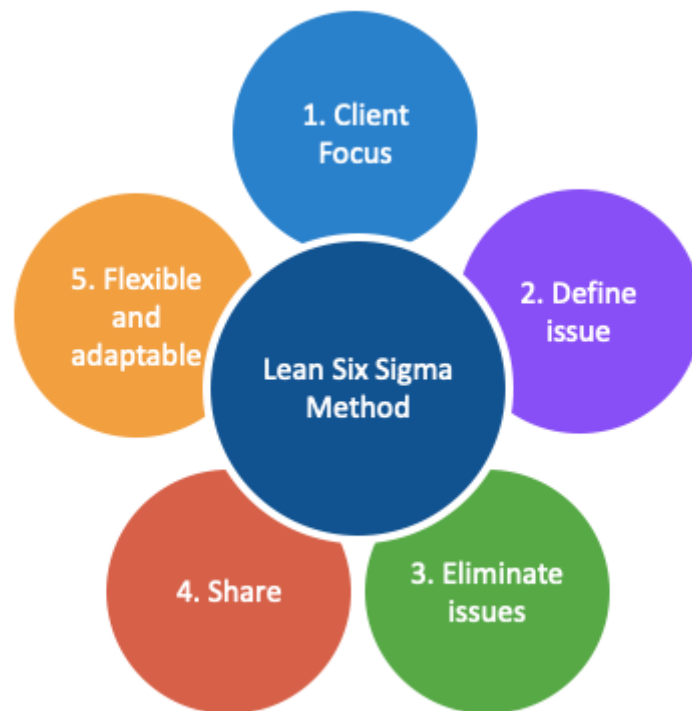 1. Client
Focus
2. Define
issue
3. Eliminate
issues
4. Share
5. Flexible
and
adaptable
Lean Six Sigma
Method